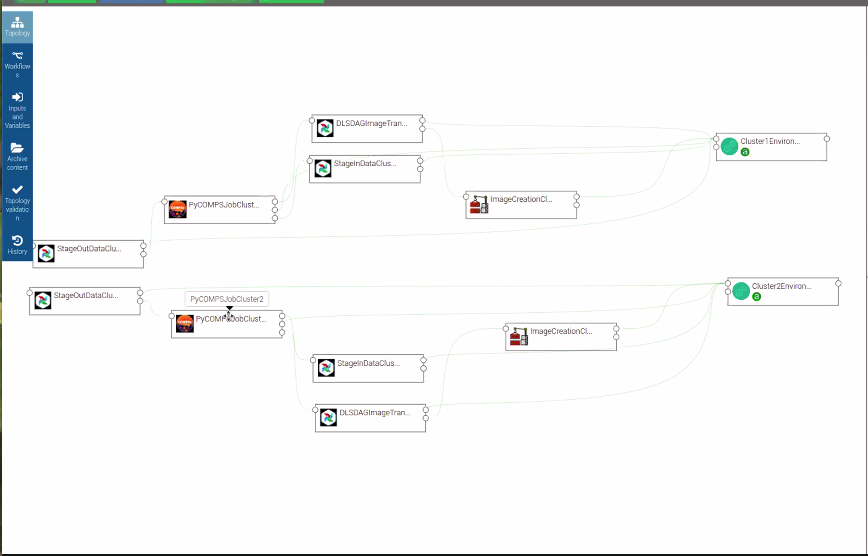 Topology
Workflow
s
Inputs
and
Variables
Archive
content
Topology
validatio
n
History
DLSDAGImageTran...
StageInDataClus...
Cluster1Environ...
a
PyCOMPSJobClust...
ImageCreationCl...
StageOutDataClu...
StageOutDataClu...
PyCOMPSJobCluster2
PyCOMPSJobClust...
Cluster2Environ...
a
ImageCreationCl...
StageInDataClus...
DLSDAGImageTran...